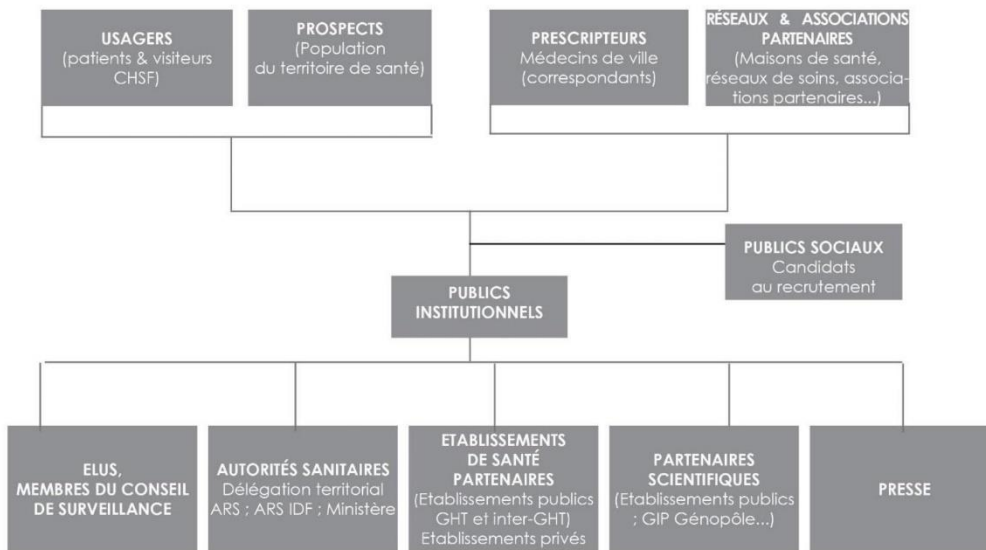 USAGERS
(patients & visiteurs
CHSF)
PROSPECTS
(Population
du territoire de santé)
PRESCRIPTEURS
Médecins de ville
(correspondants)
RÉSEAUX & ASSOCIATIONS
PARTENAIRES
(Maisons de santé,
réseaux de soins, associa-
tions partenaires...)
PUBLICS SOCIAUX
Candidats
au recrutement
PUBLICS
INSTITUTIONNELS
ELUS,
MEMBRES DU CONSEIL
DE SURVEILLANCE
AUTORITÉS SANITAIRES
Délégation territorial
ARS ; ARS IDF ; Ministère
ETABLISSEMENTS
DE SANTÉ
PARTENAIRES
(Etablissements publics
GHT et inter-GHT)
Etablissements privés
PARTENAIRES
SCIENTIFIQUES
(Etablissements publics
; GIP Génopôle...)
PRESSE